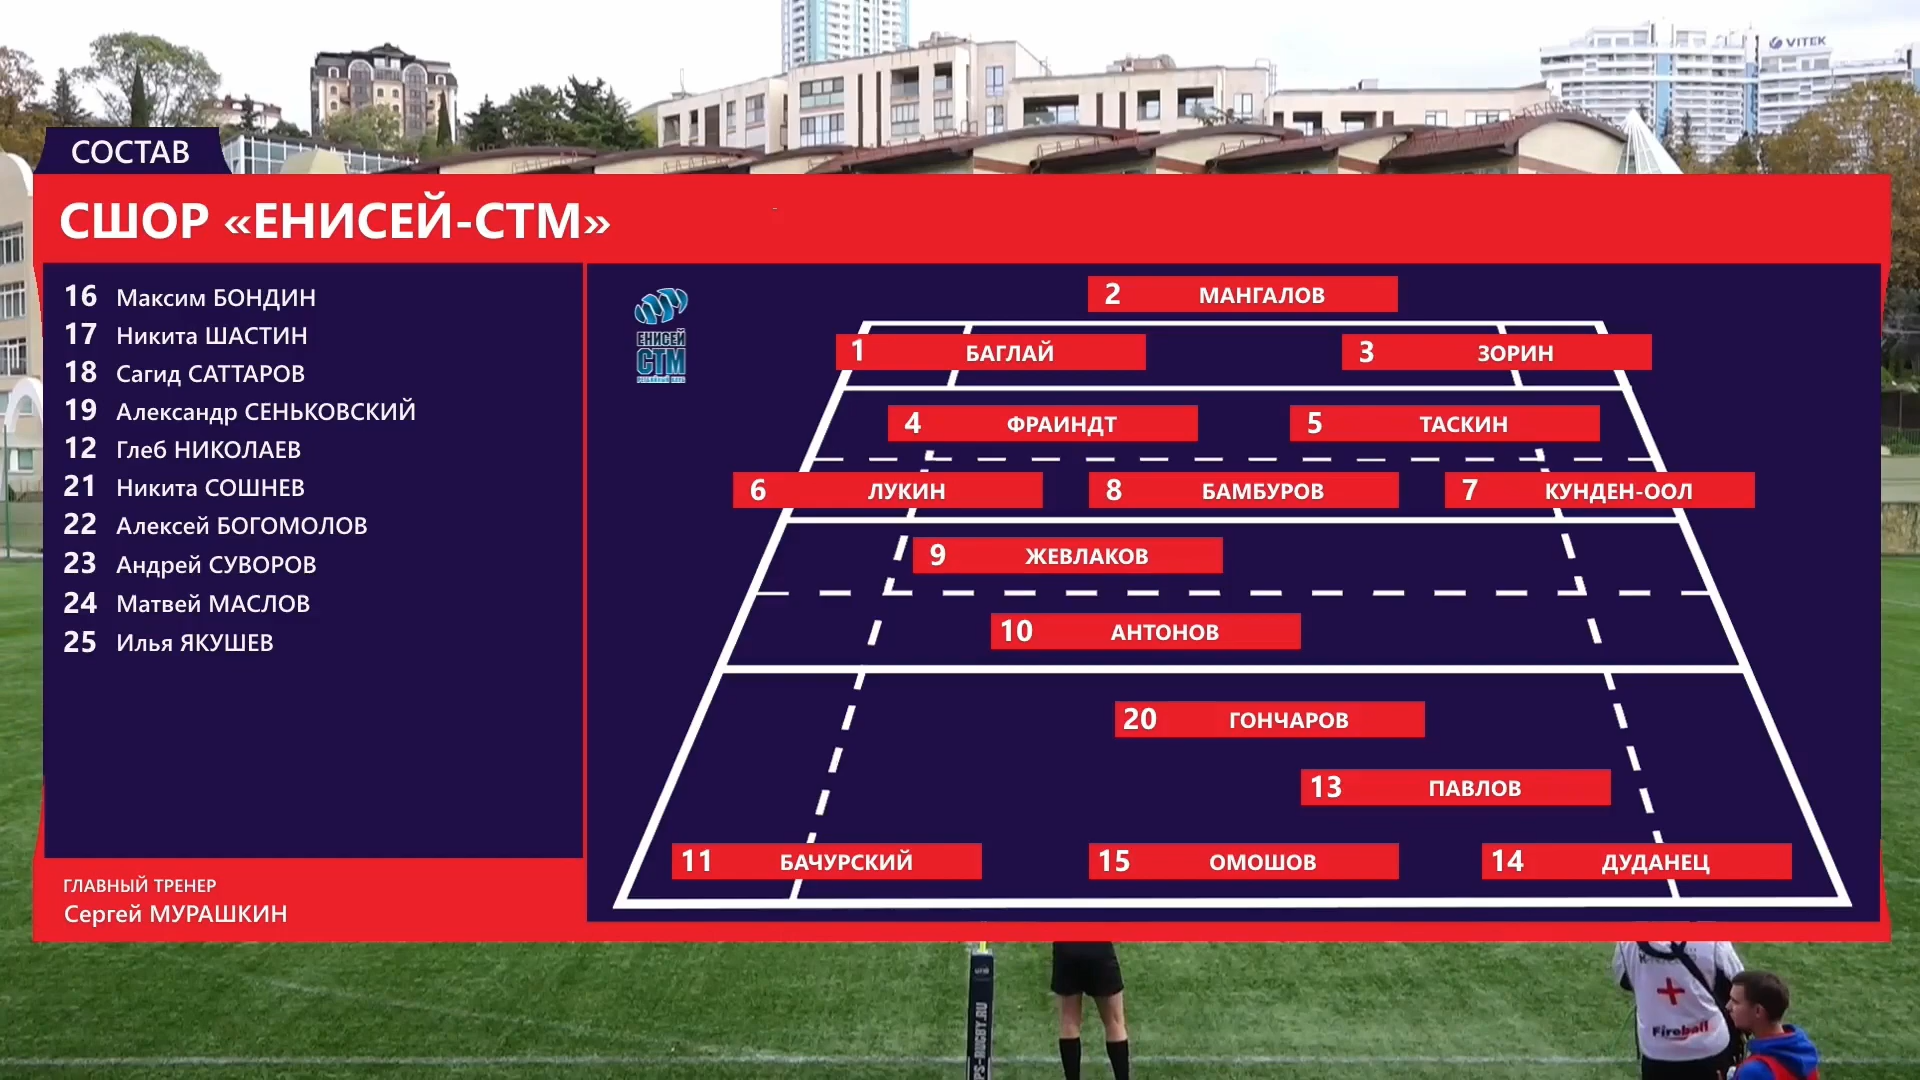 VITEK
СОСТАВ
СШОР «ЕНИСЕЙ-СТМ»
16 Максим БОНДИН
17 Никита ШАСТИН
18 Сагид САТТАРОВ
19 Александр СЕНЬКОВСКИЙ
12 Глеб НИКОЛАЕВ
21 Никита СОШНЕВ
22 Алексей БОГОМОЛОВ
23 Андрей СУВОРОВ
24 Матвей МАСЛОВ
25 Илья ЯКУШЕВ
ГЛАВНЫЙ ТРЕНЕР
Сергей МУРАШКИН
ЕНИСЕЙ
СТМ
2 МАНГАЛОВ
1 БАГЛАЙ
3 ЗОРИН
4 ФРАИНДТ
5 ТАСКИН
6 ЛУКИН
8 БАМБУРОВ
7 КУНДЕН-ООЛ
9 ЖЕВЛАКОВ
10 АНТОНОВ
20 ГОНЧАРОВ
13 ПАВЛОВ
11 БАЧУРСКИЙ
15 ОМОШОВ
14 ДУДАНЕЦ
PS-RUGBY.RU
Fireball